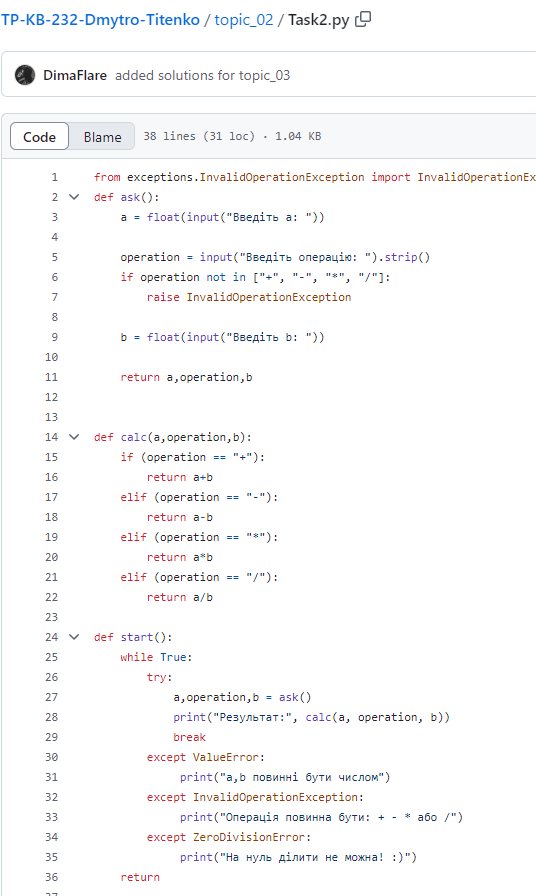 TP-KB-232-Dmytro-Titenko / topic_02 / Task2.py
DimaFlare added solutions for topic_03
Code Blame 38 lines (31 loc) · 1.04 KB
1 from exceptions.InvalidOperationException import InvalidOperationEx
2 def ask():
3 a = float(input("Введіть a: "))
4
5 operation = input("Введіть операцію: ").strip()
6 if operation not in ["+", "-", "*", "/"]:
7 raise InvalidOperationException
8
9 b = float(input("Введіть b: "))
10
11 return a,operation,b
12
13
14 def calc(a,operation,b):
15 if (operation == "+"):
16 return a+b
17 elif (operation == "-"):
18 return a-b
19 elif (operation == "*"):
20 return a*b
21 elif (operation == "/"):
22 return a/b
23
24 def start():
25 while True:
26 try:
27 a,operation,b = ask()
28 print("Результат:", calc(a, operation, b))
29 break
30 except ValueError:
31 print("a,b повинні бути числом")
32 except InvalidOperationException:
33 print("Операція повинна бути: + - * або /")
34 except ZeroDivisionError:
35 print("На нуль ділити не можна! :)")
36 return